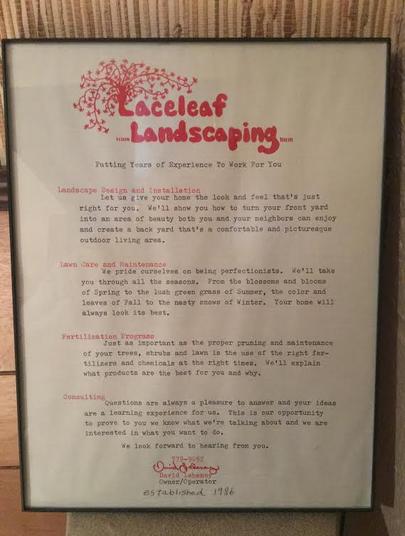 Laceleaf
Landscaping
Putting Years of Experience To Work For You
Landscape Design and Installation
Let us give your home the look and feel that's just
right for you. We'll show you how to turn your front yard
into an area of beauty both you and your neighbors can enjoy
and create a back yard that's a comfortable and picturesque
outdoor living area.
Lawn Care and Maintenance
We pride ourselves on being perfectionists. We'll take
you through all the seasons. From the blossoms and blooms
of Spring to the lush green grass of Summer, the color and
leaves of Fall to the nasty snows of Winter. Your home will
always look its best.
Fertilization Programs
Just as important as the proper pruning and maintenance
of your trees, shrubs and lawn is the use of the right fer-
tilizers and chemicals at the right times. We'll explain
what products are the best for you and why.
Consulting
Questions are always a pleasure to answer and your ideas
are a learning experience for us. This is our opportunity
to prove to you we know what we're talking about and we are
interested in what you want to do.
We look forward to hearing from you.
David
Owner/Operator
Established 1986